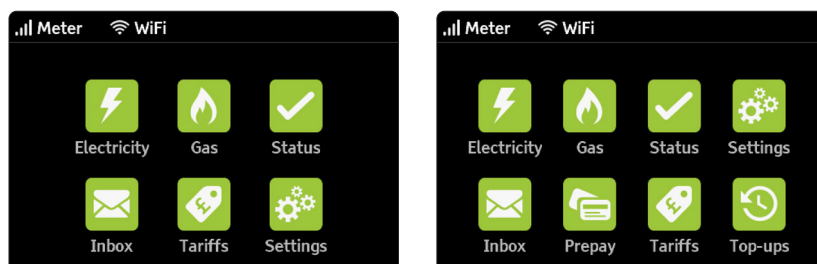 Meter WiFi
Electricity Gas Status
Inbox £ Tariffs Settings
Meter WiFi
Electricity Gas Status Settings
Inbox Prepay £ Tariffs Top-ups